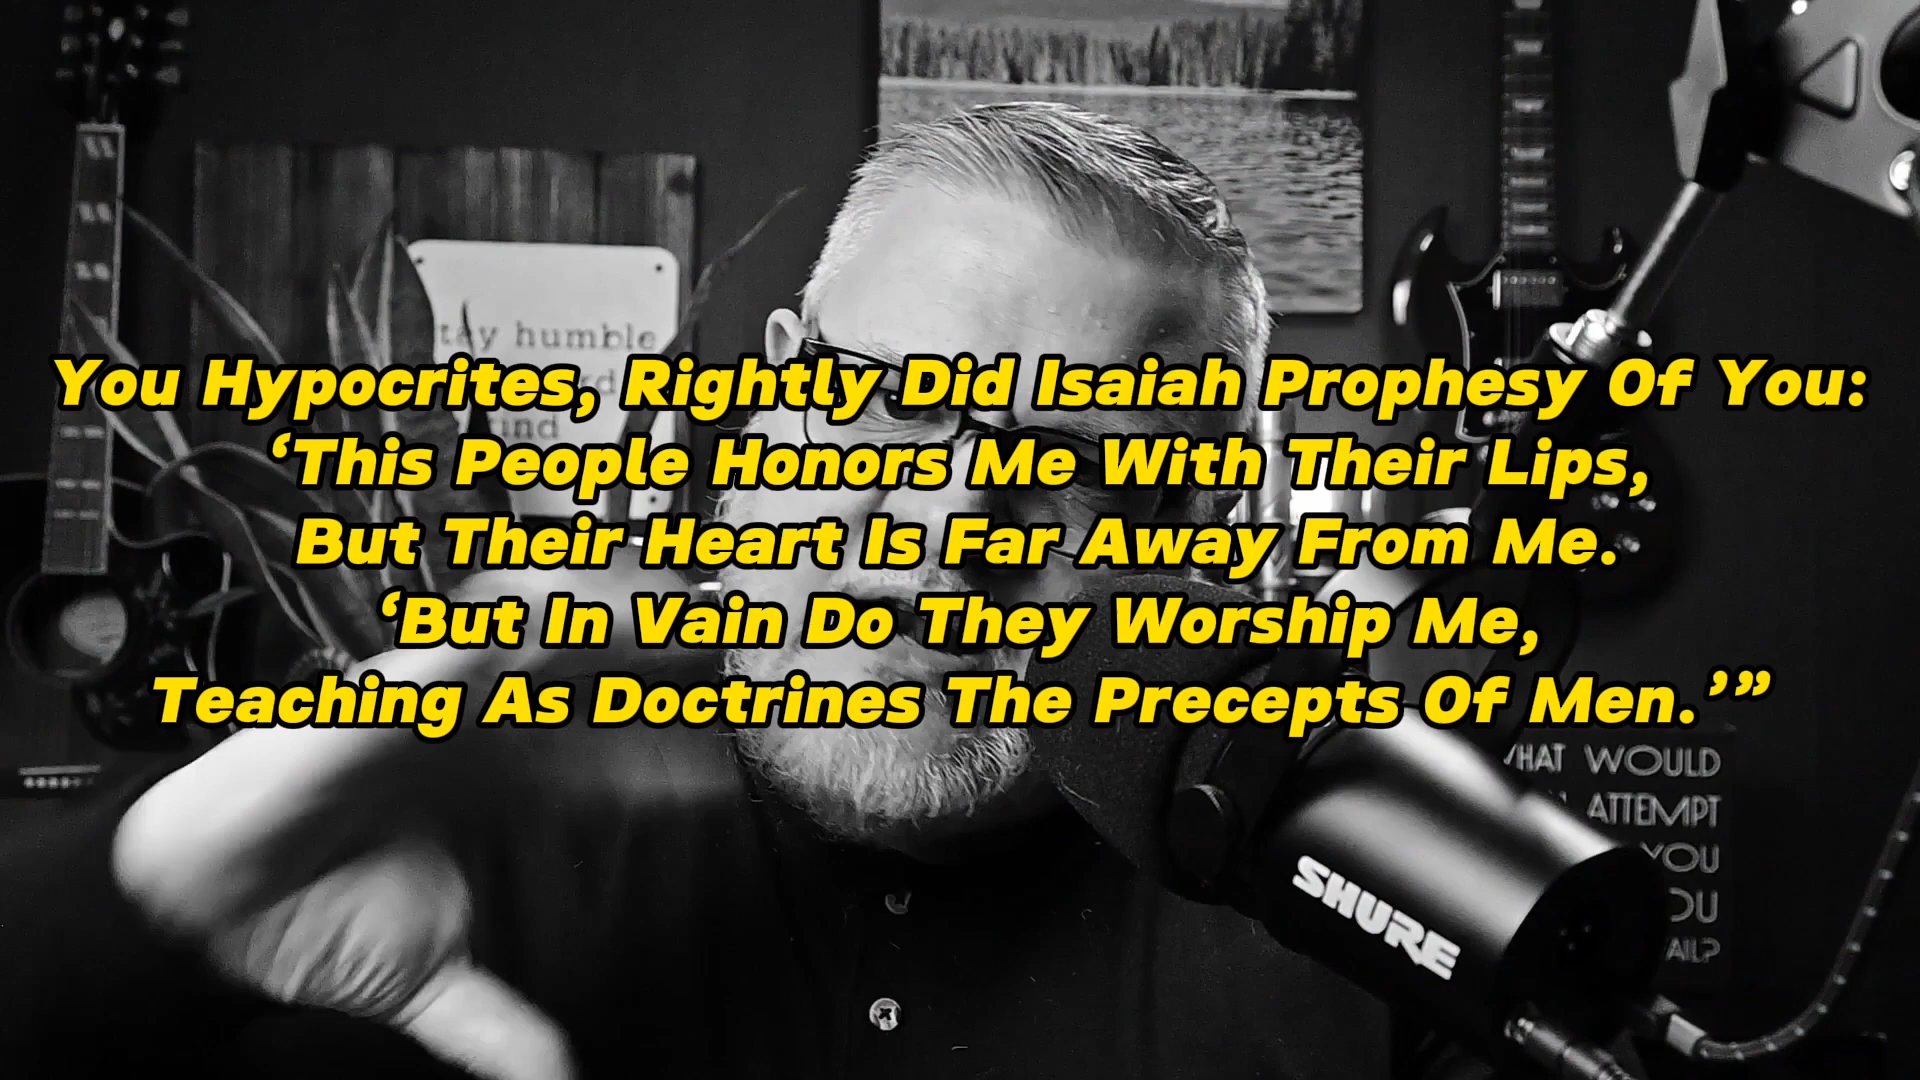 humble
You Hypocrites, Rightly Did Isaiah Prophesy Of You:
‘This People Honors Me With Their Lips,
But Their Heart Is Far Away From Me.
‘But In Vain Do They Worship Me,
Teaching As Doctrines The Precepts Of Men.’”
WOULD
ATTEMPT
YOU
SHURE